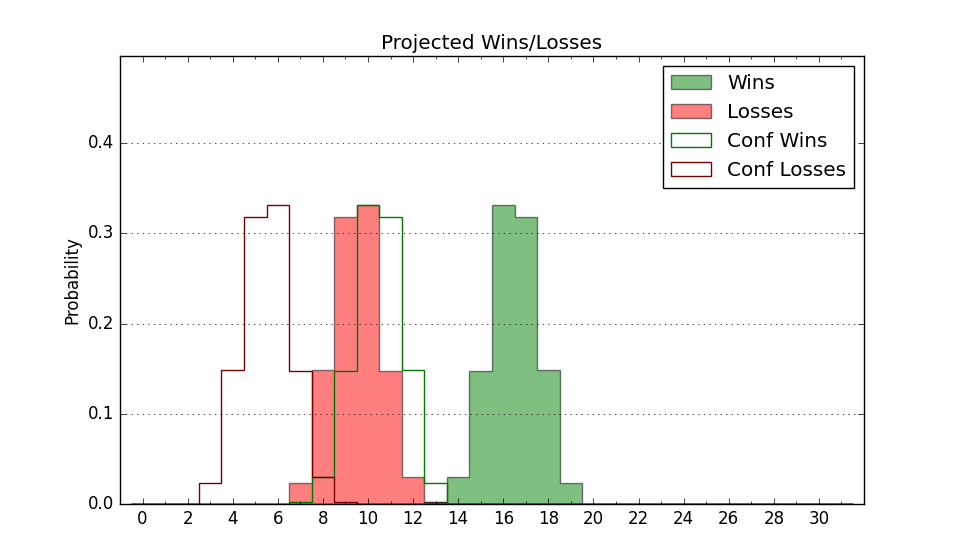 Projected Wins/Losses
Wins
Losses
Conf Wins
Conf Losses
Probability
0.4
0.3
0.2
0.1
0.0
0 2 4 6 8 10 12 14 16 18 20 22 24 26 28 30